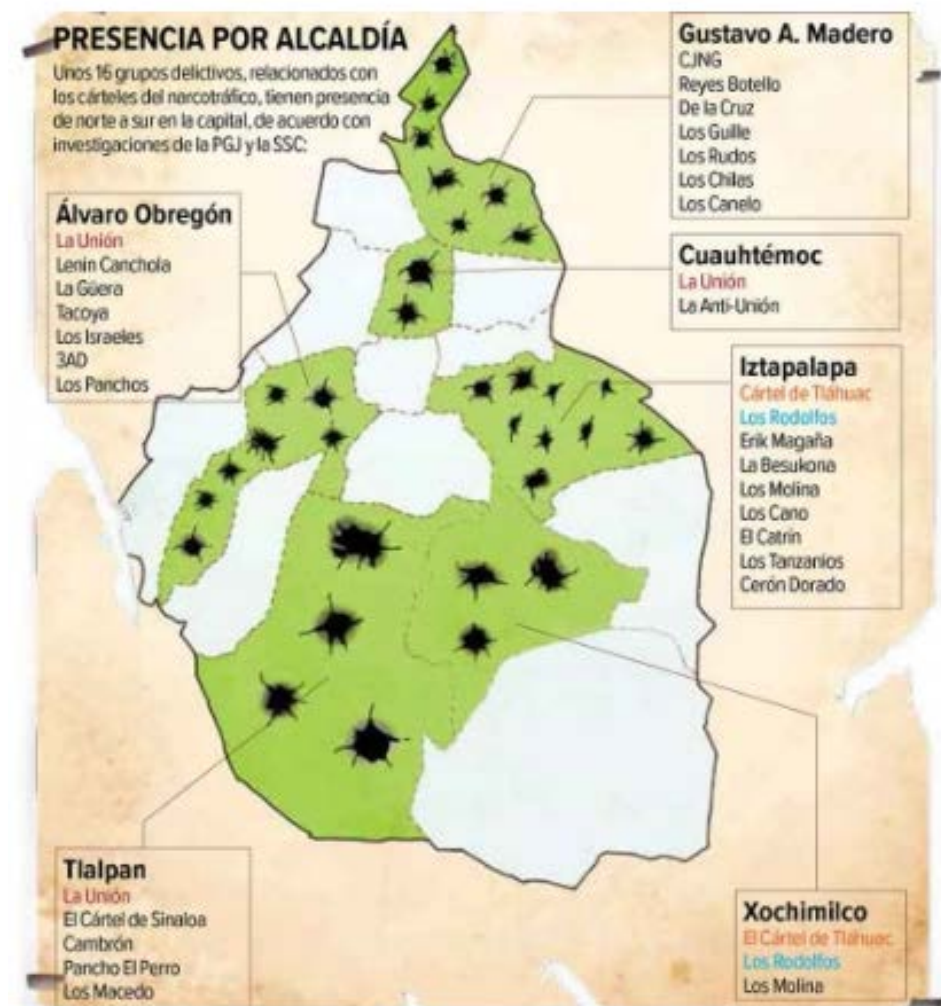 PRESENCIA POR ALCALDÍA
Unos 16 grupos delictivos, relacionados con
los cárteles del narcotráfico, tienen presencia
de norte a sur en la capital, de acuerdo con
investigaciones de la PGJ y la SSC:
Gustavo A. Madero
CJNG
Reyes Botello
De la Cruz
Los Guille
Los Rudos
Los Chilas
Los Canelo
Álvaro Obregón
La Unión
Lenin Canchola
La Güera
Tacoya
Los Israeles
3AD
Los Panchos
Cuauhtémoc
La Unión
La Anti-Unión
Iztapalapa
Cártel de Tláhuac
Los Rodolfos
Erik Magaña
La Besukona
Los Molina
Los Cano
El Catrín
Los Tanzanios
Cerón Dorado
Tlalpan
La Unión
El Cártel de Sinaloa
Cambrón
Pancho El Perro
Los Macedo
Xochimilco
El Cártel de Tláhuac
Los Rodolfos
Los Molina